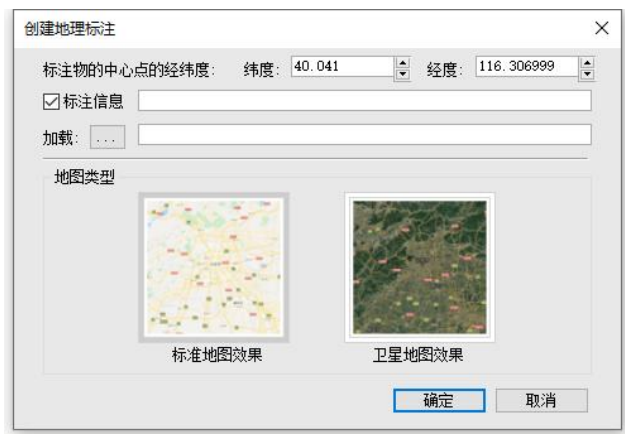 创建地理标注
标注物的中心点的经纬度: 纬度: 40.041 经度: 116.306999
标注信息
加载: ...
地图类型
标准地图效果 卫星地图效果
确定 取消